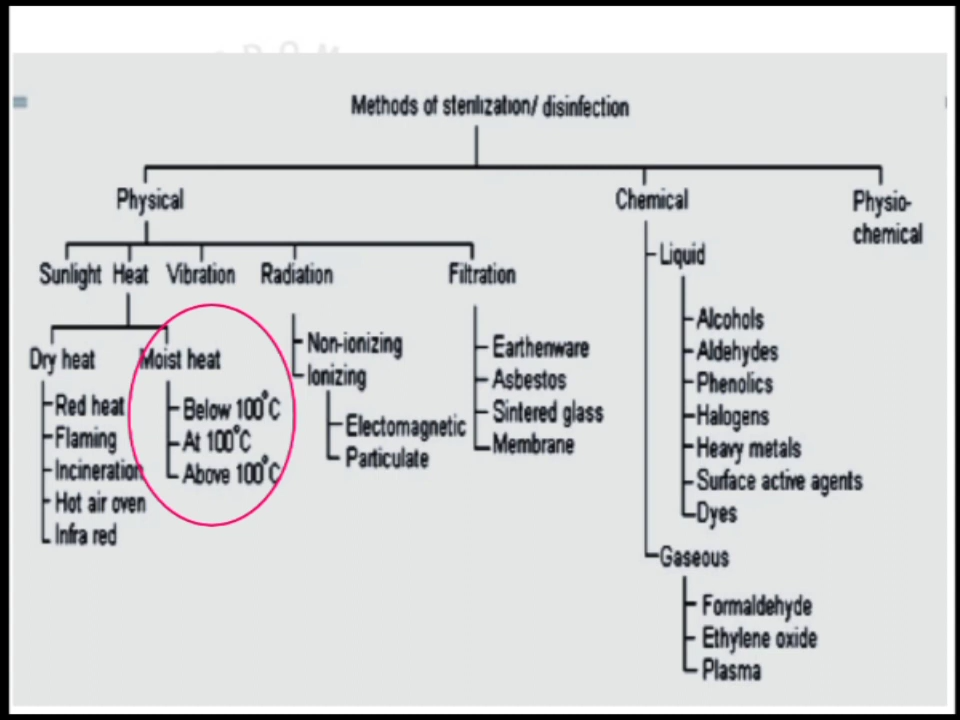 Methods of sterilization/ disinfection
Physical
Chemical
Physio-
chemical
Sunlight
Heat
Vibration
Radiation
Filtration
Dry heat
Red heat
Flaming
Incineration
Hot air oven
Infra red
Moist heat
Below 100°C
At 100°C
Above 100°C
Non-ionizing
Ionizing
Electomagnetic
Particulate
Earthenware
Asbestos
Sintered glass
Membrane
Liquid
Alcohols
Aldehydes
Phenolics
Halogens
Heavy metals
Surface active agents
Dyes
Gaseous
Formaldehyde
Ethylene oxide
Plasma